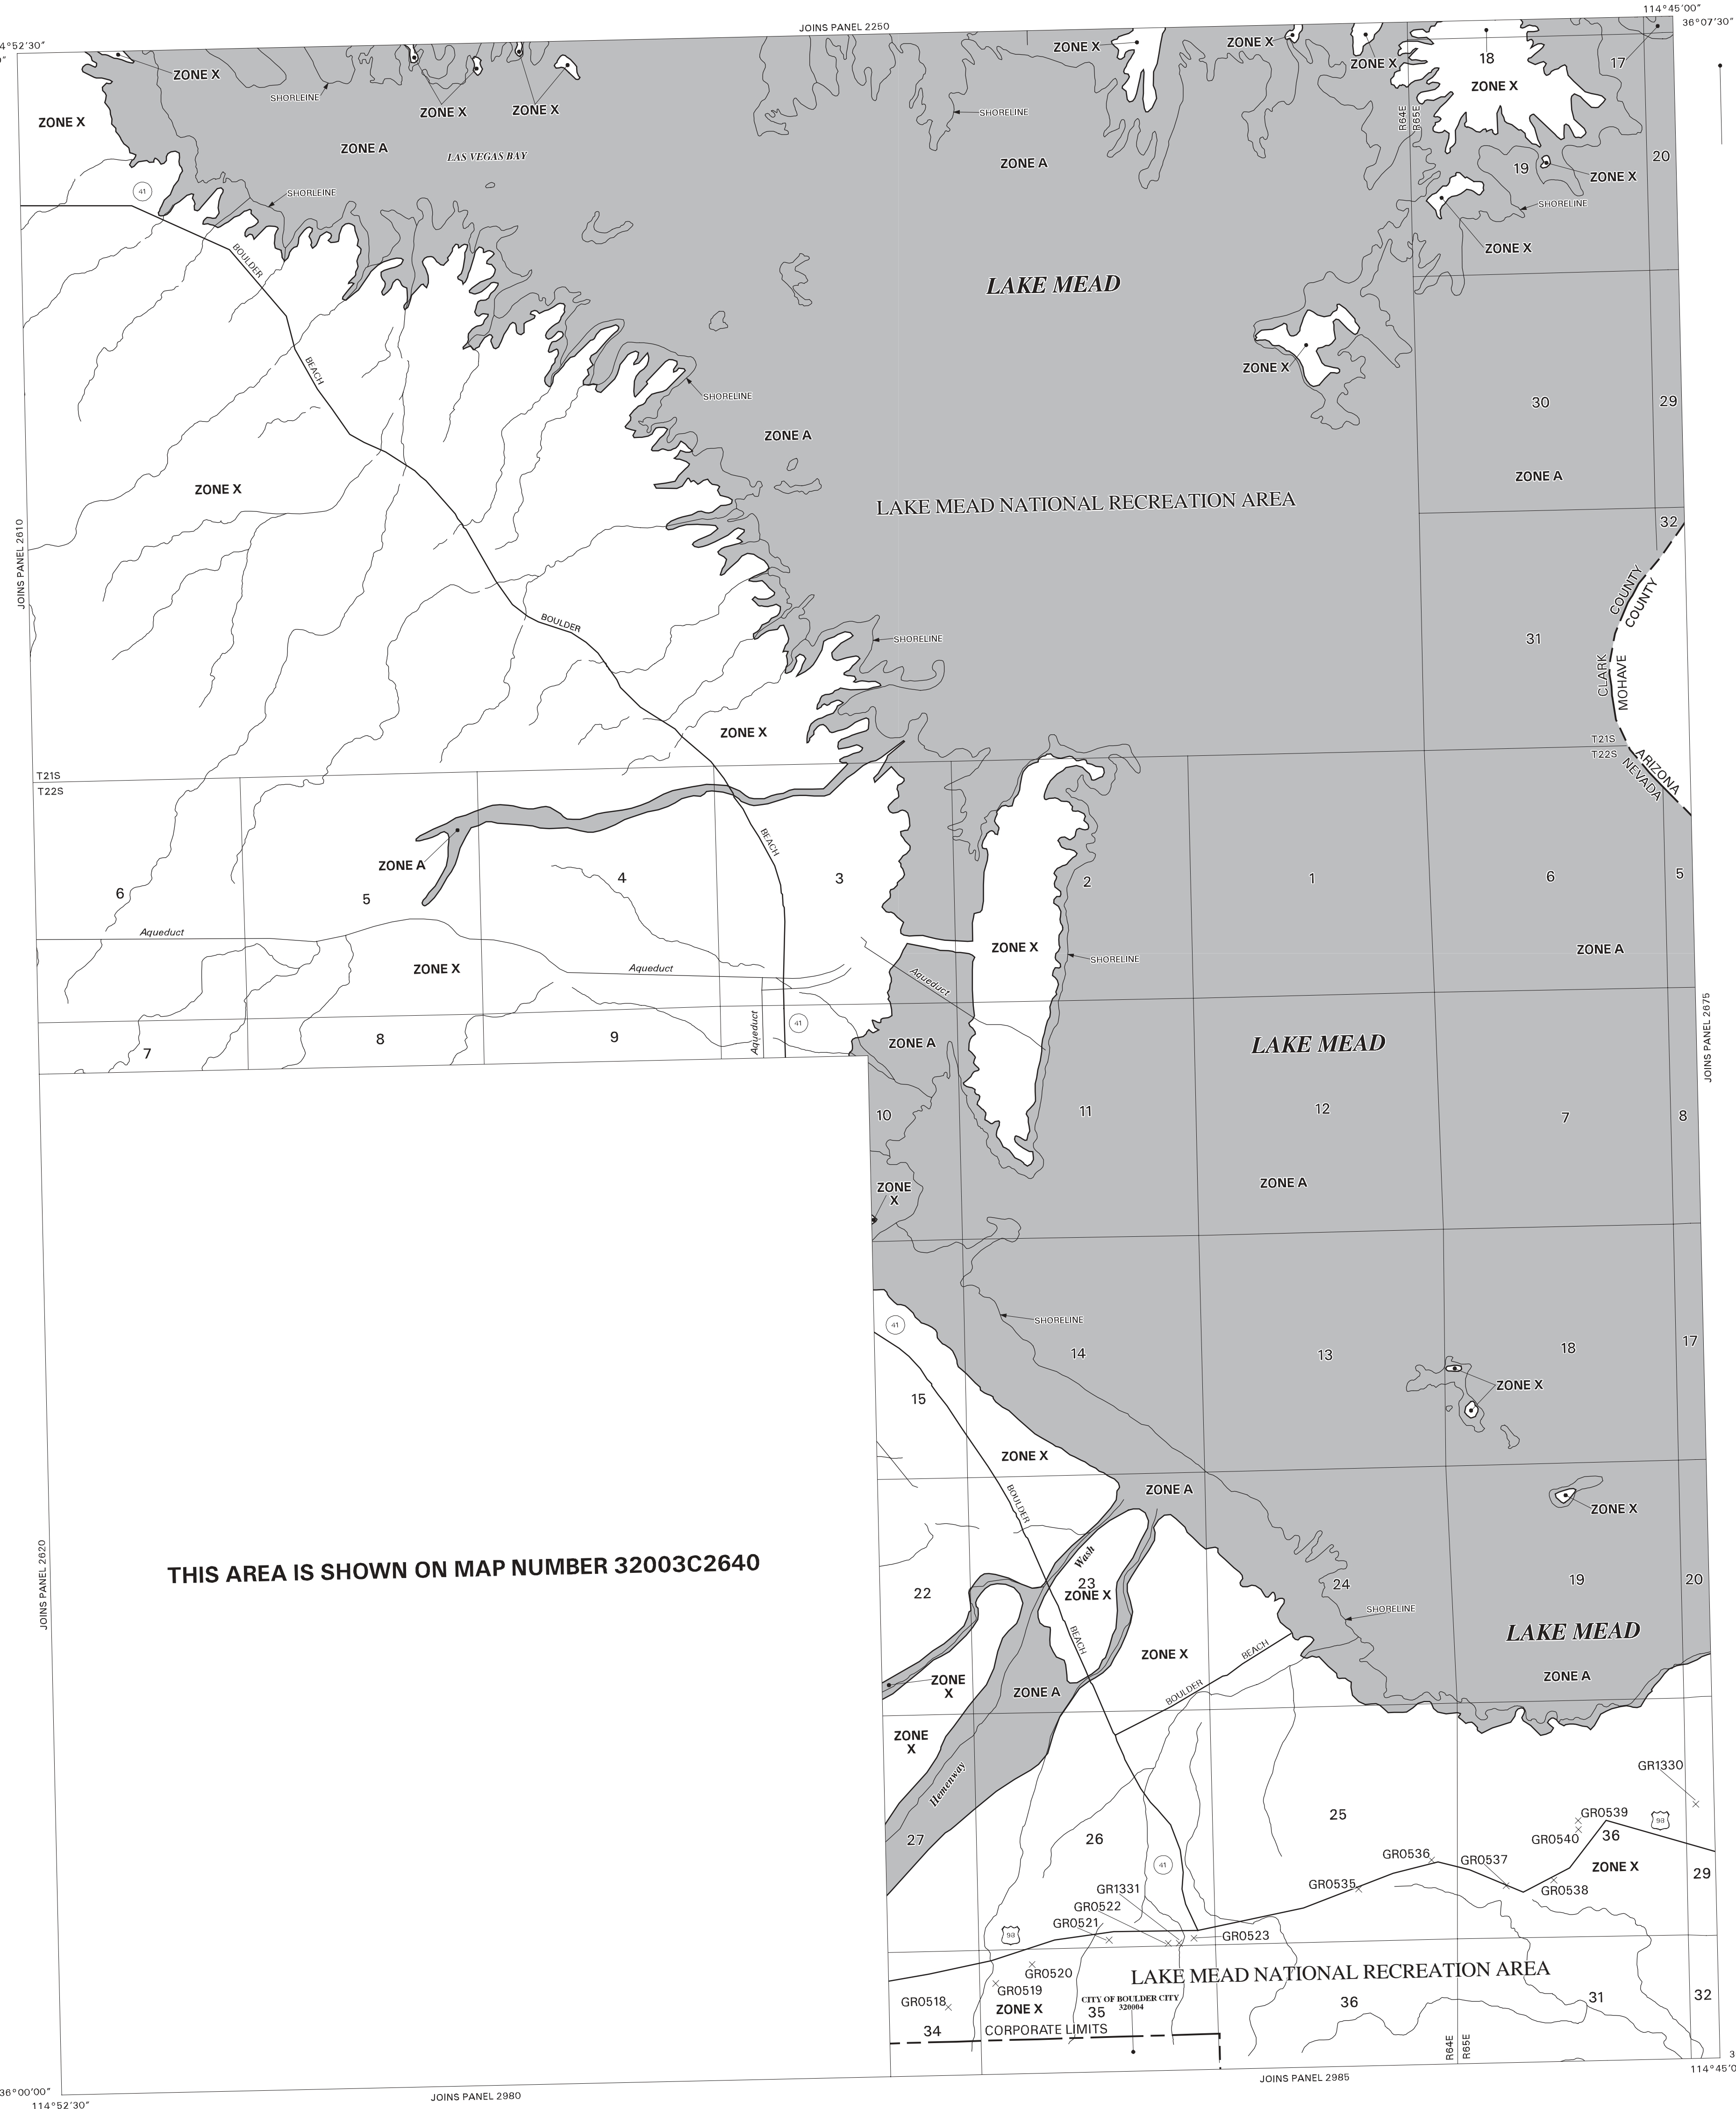 114°45'00"
JOINS PANEL 2250
36°07'30"
4°52'30"
ZONE X
ZONE X
ZONE X
18
17
ZONE X
ZONE X
ZONE X
SHORLEINE
ZONE X
ZONE X
SHORELINE
R64E
R65E
ZONE X
ZONE A
LAS VEGAS BAY
ZONE A
20
19
ZONE X
41
SHORLEINE
SHORELINE
BOULDER
ZONE X
LAKE MEAD
BEACH
ZONE X
SHORELINE
30
29
ZONE A
ZONE A
ZONE X
LAKE MEAD NATIONAL RECREATION AREA
32
JOINS PANEL 2610
COUNTY
COUNTY
BOULDER
SHORELINE
31
CLARK
MOHAVE
ZONE X
T21S
T22S
T21S
T22S
ARIZONA
NEVADA
BEACH
ZONE A
6
5
4
3
2
1
6
5
Aqueduct
ZONE X
ZONE A
ZONE X
Aqueduct
SHORELINE
Aqueduct
41
Aqueduct
7
8
9
ZONE A
LAKE MEAD
JOINS PANEL 2675
10
11
12
7
8
ZONE
X
ZONE A
41
SHORELINE
14
13
18
17
15
ZONE X
ZONE X
BOULDER
ZONE A
ZONE X
THIS AREA IS SHOWN ON MAP NUMBER 32003C2640
JOINS PANEL 2620
Wash
22
23
ZONE X
24
19
20
SHORELINE
LAKE MEAD
BEACH
BEACH
ZONE X
ZONE
X
ZONE A
BOULDER
ZONE A
ZONE
X
Hemenway
GR1330
27
26
25
GR0539
93
GR0540
36
GR0536
GR0537
ZONE X
29
41
GR0535
GR0538
GR1331
GR0522
GR0521
93
GR0523
GR0520
LAKE MEAD NATIONAL RECREATION AREA
GR0519
GR0518
ZONE X
CITY OF BOULDER CITY
320004
35
36
31
32
34
CORPORATE LIMITS
R64E
R65E
3
114°45'0
JOINS PANEL 2985
36°00'00"
JOINS PANEL 2980
114°52'30"